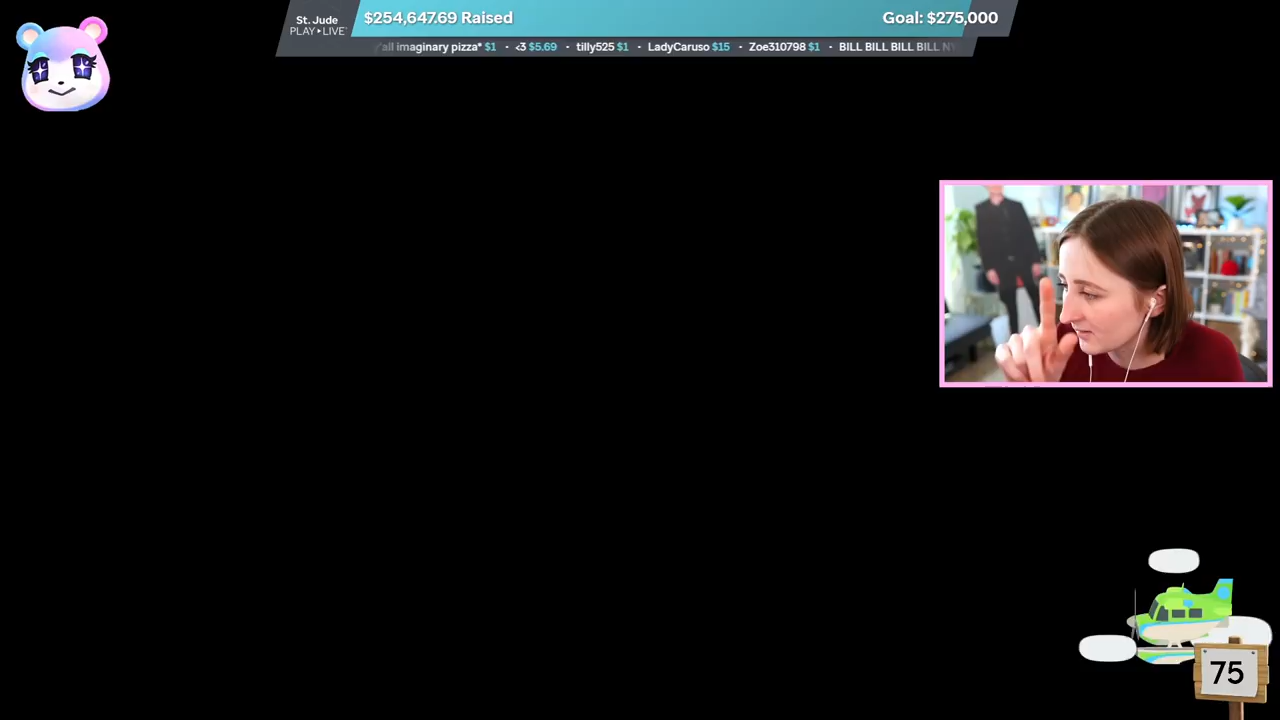 St. Jude
PLAY LIVE
$254,647.69 Raised
Goal: $275,000
'all imaginary pizza* $1 · <3 $5.69 · tilly525 $1 · LadyCaruso $15 · Zoe310798 $1 · BILL BILL BILL BILL
75